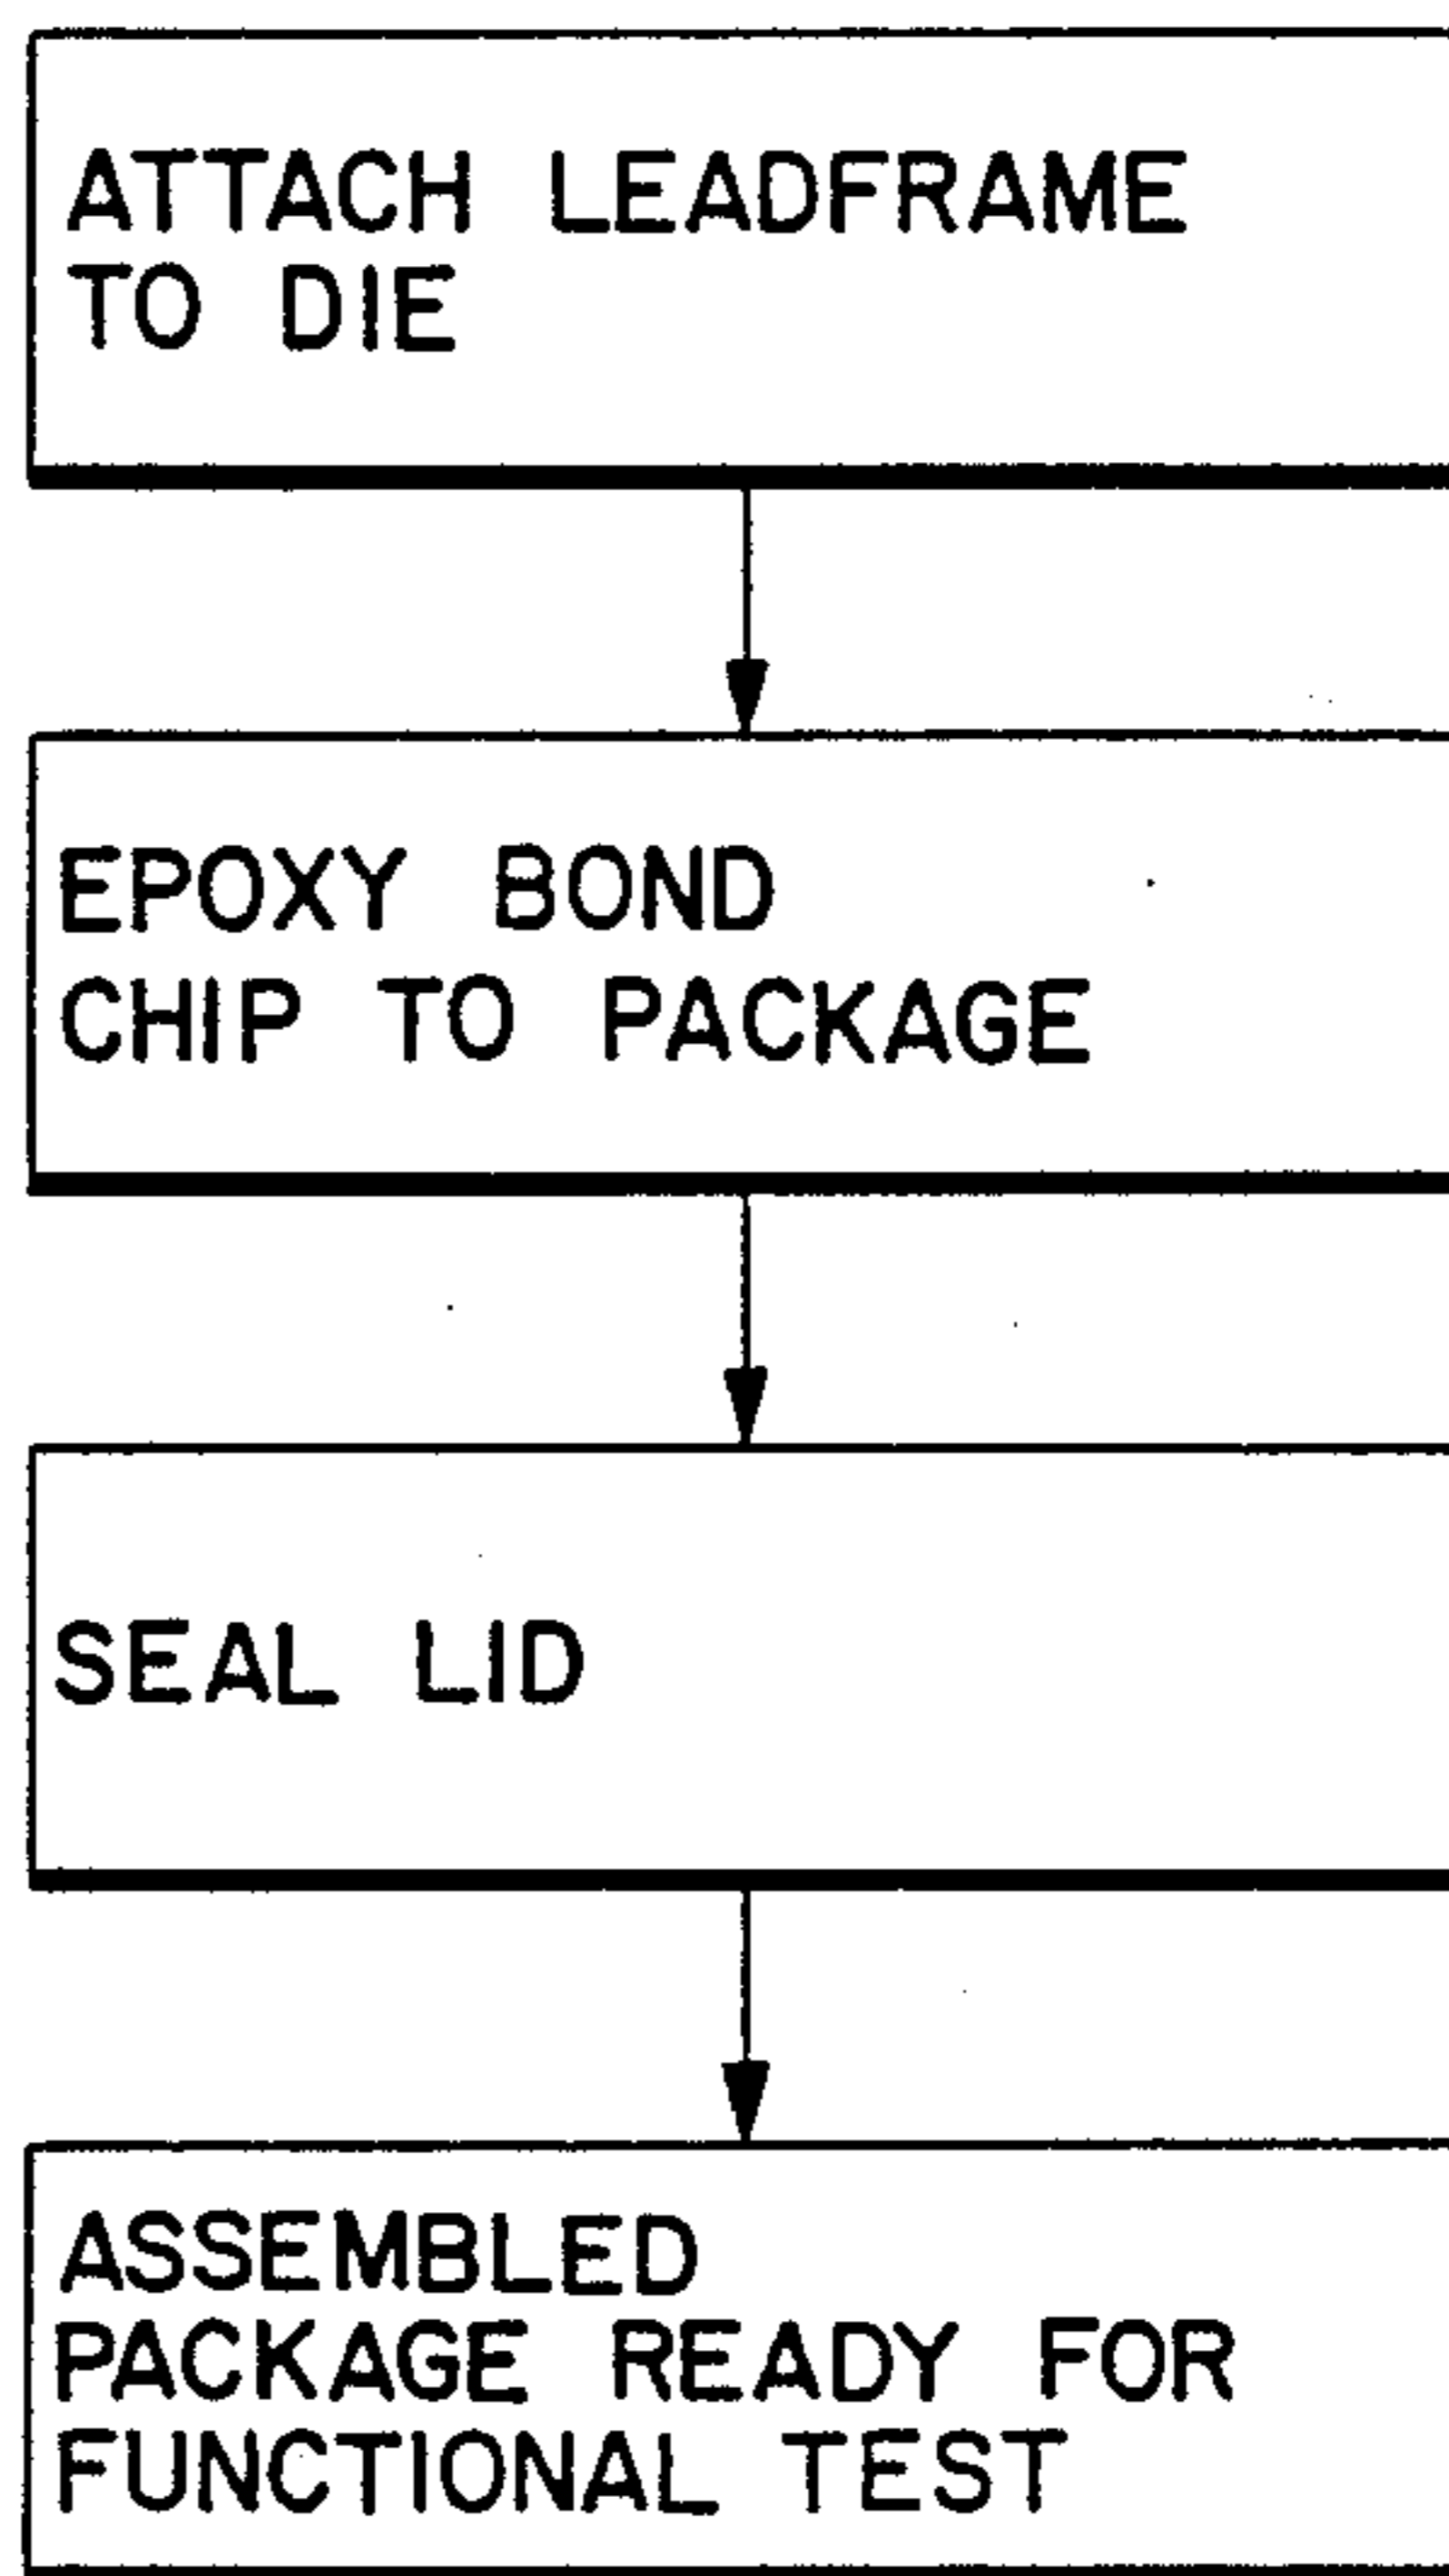 ATTACH LEADFRAME
TO DIE
EPOXY BOND
CHIP TO PACKAGE
SEAL LID
ASSEMBLED
PACKAGE READY FOR
FUNCTIONAL TEST